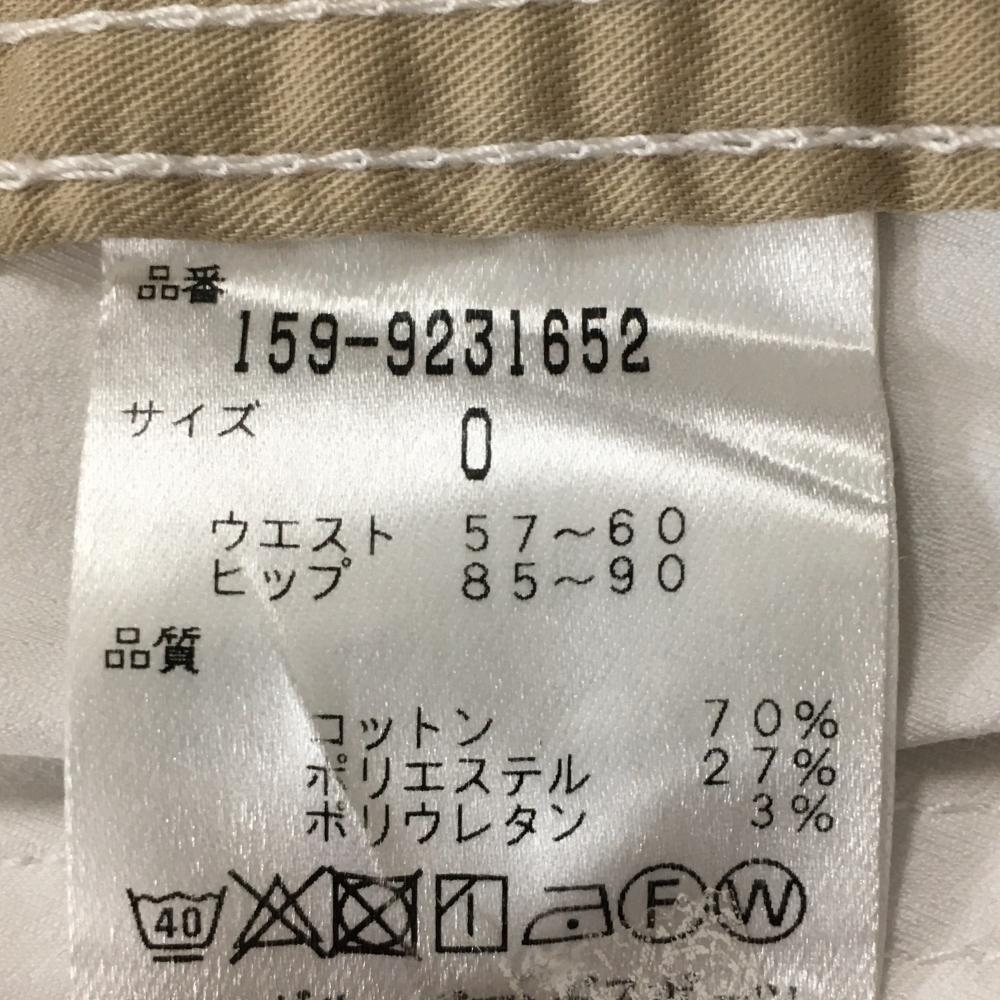 品番
159-9231652
サイズ
0
ウエスト 57~60
ヒップ 85~90
品質
コットン 70%
ポリエステル 27%
ポリウレタン 3%
40 F W